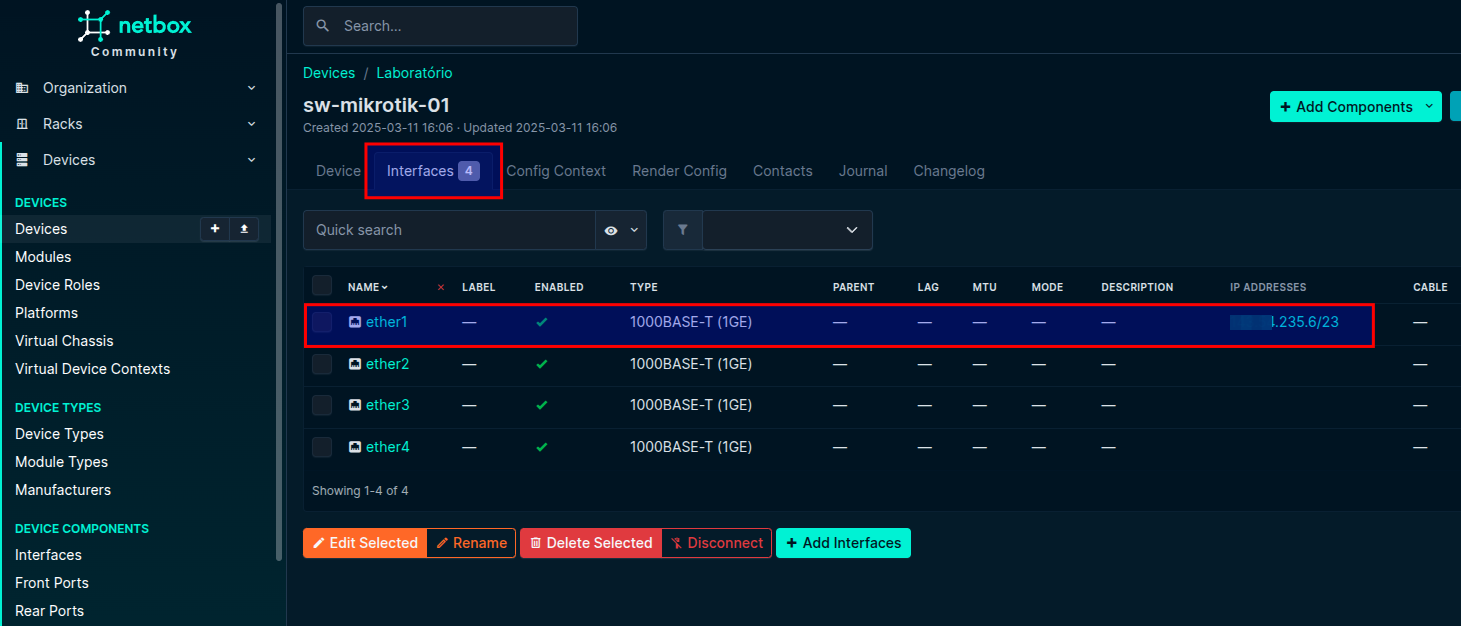 netbox
Community
Search...
Organization
Racks
Devices
DEVICES
Devices
Modules
Device Roles
Platforms
Virtual Chassis
Virtual Device Contexts
DEVICE TYPES
Device Types
Module Types
Manufacturers
DEVICE COMPONENTS
Interfaces
Front Ports
Rear Ports
Devices / Laboratório
sw-mikrotik-01
Created 2025-03-11 16:06 · Updated 2025-03-11 16:06
+ Add Components
Device Interfaces 4 Config Context Render Config Contacts Journal Changelog
Quick search
NAME × LABEL ENABLED TYPE PARENT LAG MTU MODE DESCRIPTION IP ADDRESSES CABLE
ether1 — 1000BASE-T (1GE) — — — — — .235.6/23 —
ether2 — 1000BASE-T (1GE) — — — — — —
ether3 — 1000BASE-T (1GE) — — — — — —
ether4 — 1000BASE-T (1GE) — — — — — —
Showing 1-4 of 4
Edit Selected Rename Delete Selected Disconnect + Add Interfaces